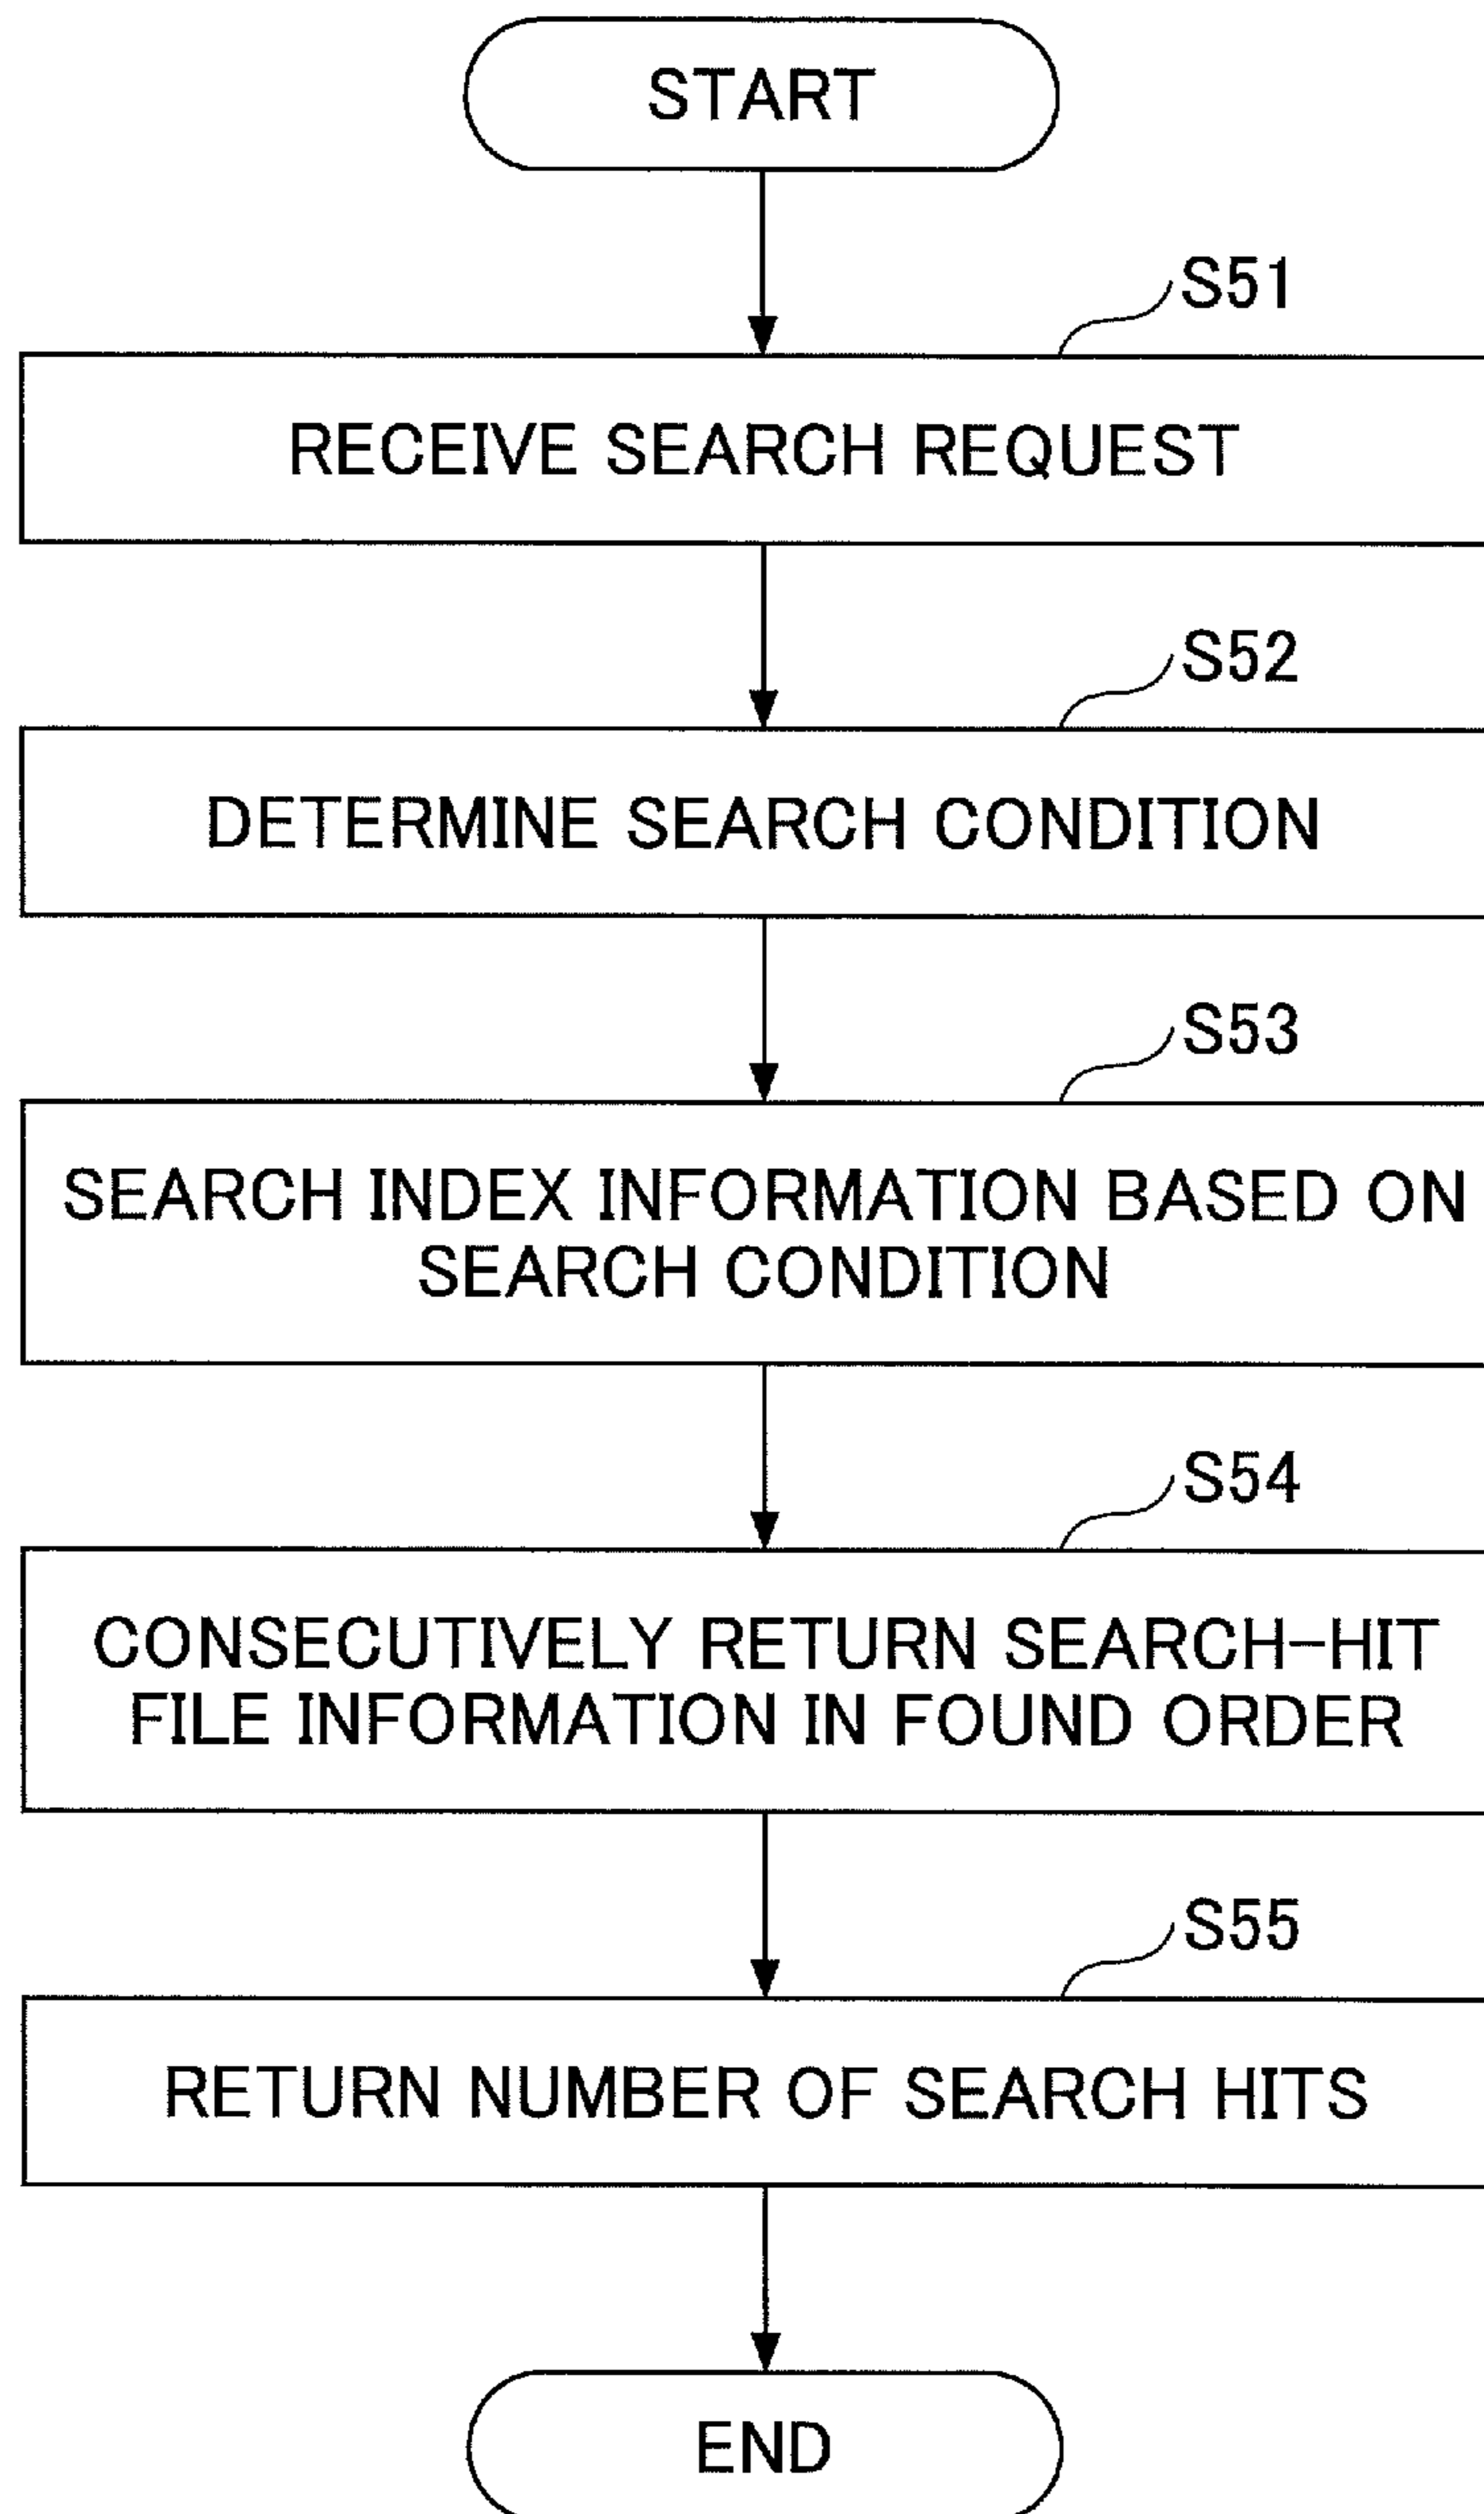 START
S51
RECEIVE SEARCH REQUEST
S52
DETERMINE SEARCH CONDITION
S53
SEARCH INDEX INFORMATION BASED ON
SEARCH CONDITION
S54
CONSECUTIVELY RETURN SEARCH-HIT
FILE INFORMATION IN FOUND ORDER
S55
RETURN NUMBER OF SEARCH HITS
END